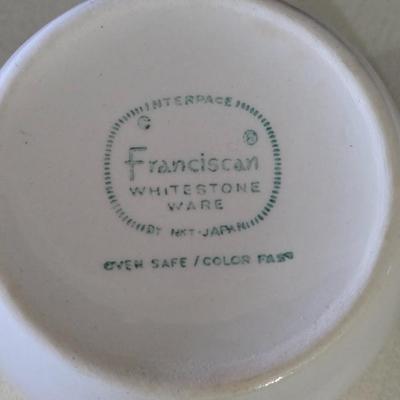 INTERPACE
© ®
Franciscan
WHITESTONE
WARE
BY NKT-JAPAN
OVEN SAFE / COLOR FAST